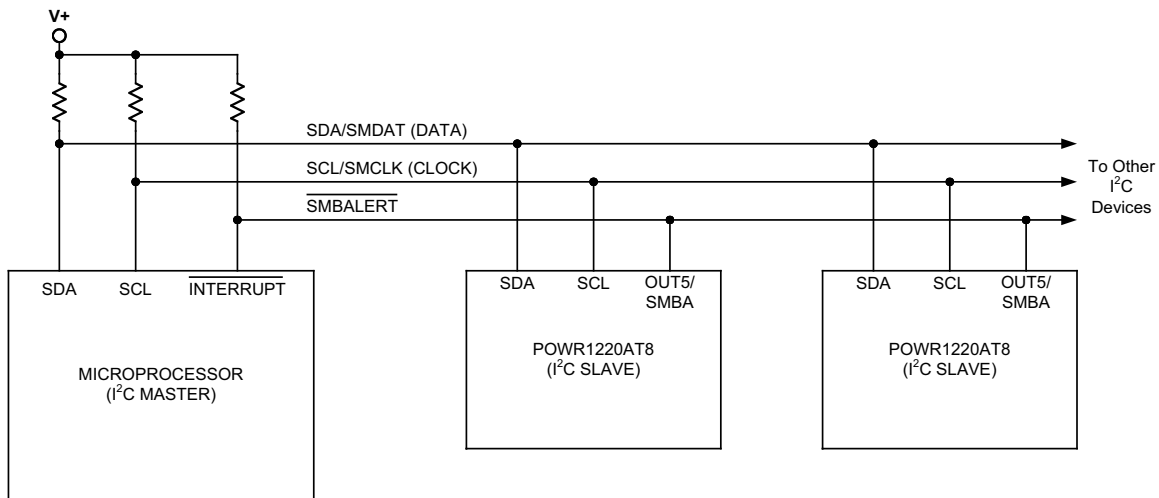 V+
SDA/SMDAT (DATA)
SCL/SMCLK (CLOCK)
SMBALERT
To Other
I²C
Devices
SDA SCL INTERRUPT
MICROPROCESSOR
(I²C MASTER)
SDA SCL OUT5/
SMBA
POWR1220AT8
(I²C SLAVE)
SDA SCL OUT5/
SMBA
POWR1220AT8
(I²C SLAVE)